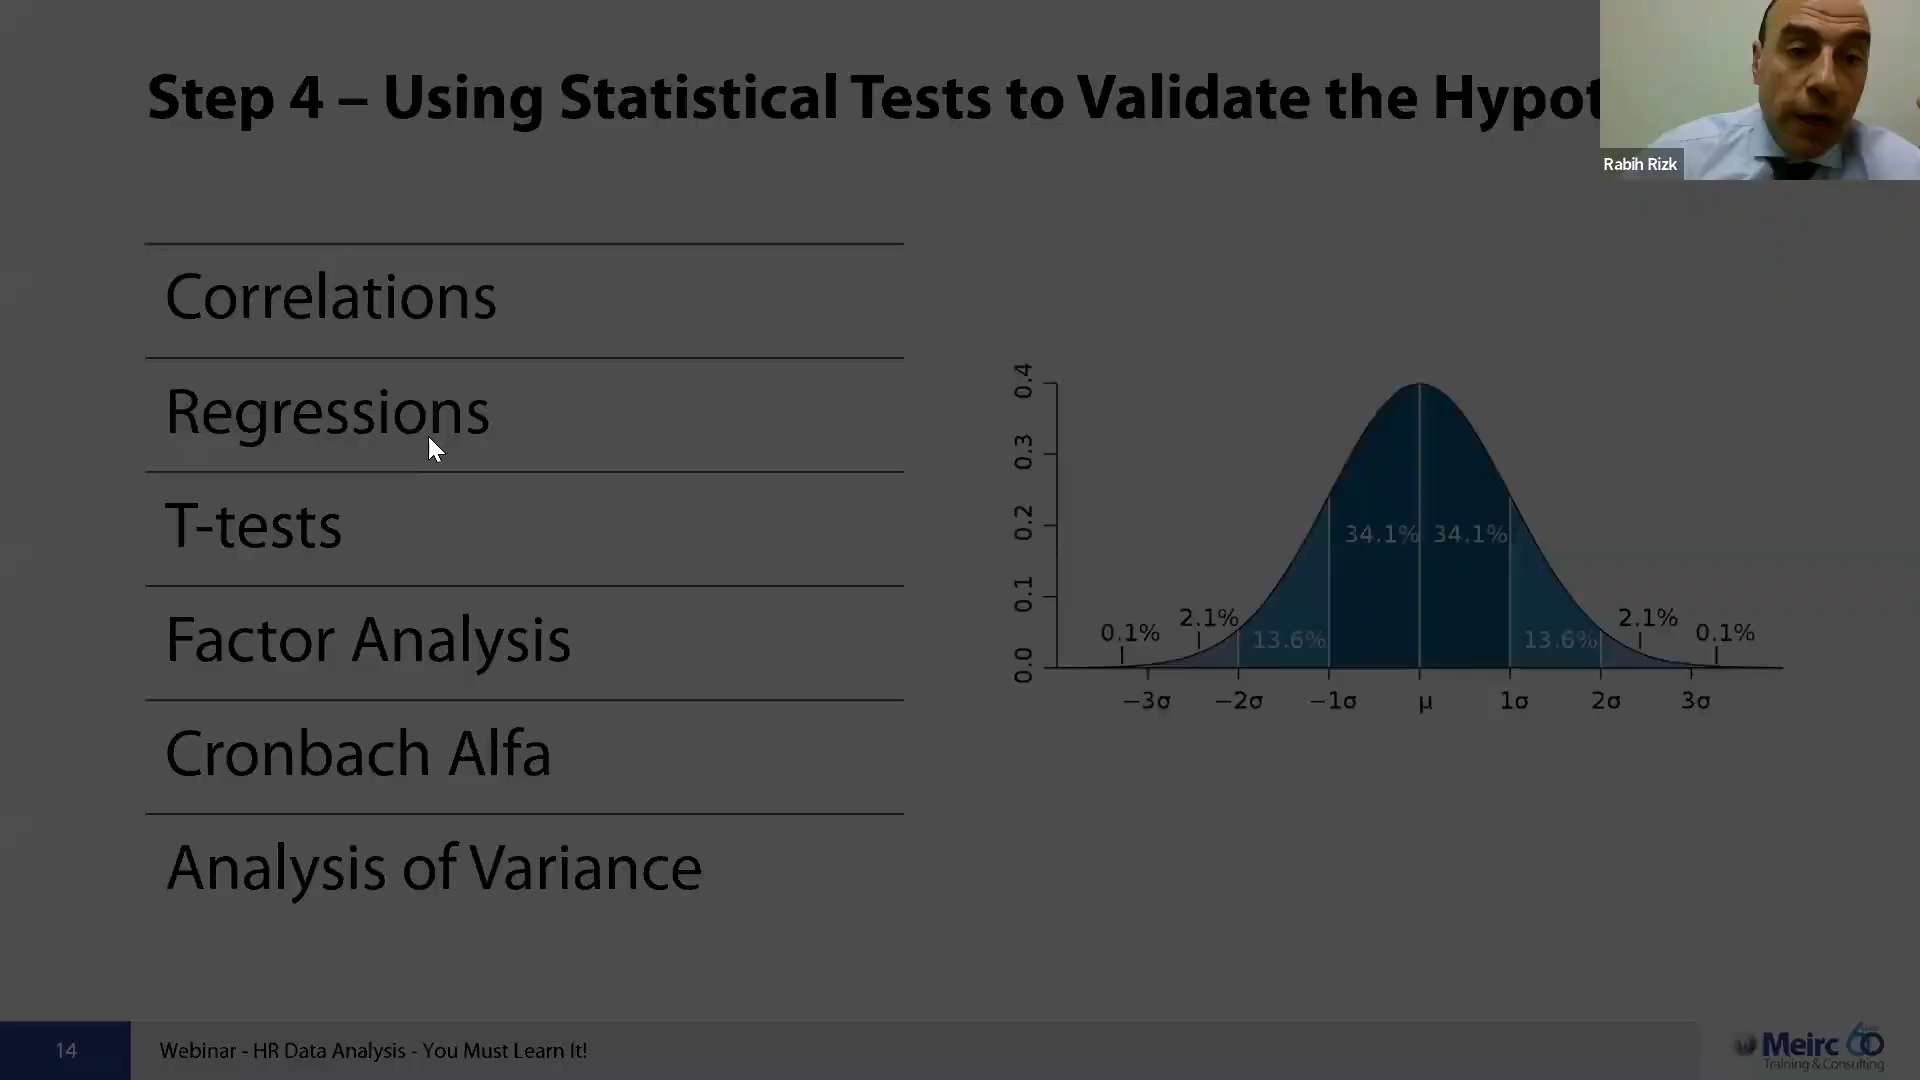 Step 4 – Using Statistical Tests to Validate the Hypot
Rabih Rizk
Correlations
Regressions
T-tests
Factor Analysis
Cronbach Alfa
Analysis of Variance
0.4
0.3
0.2
0.1
0.0
34.1% 34.1%
0.1% 2.1% 13.6% 13.6% 2.1% 0.1%
−3σ −2σ −1σ μ 1σ 2σ 3σ
14
Webinar - HR Data Analysis - You Must Learn It!
Meirc 60
Training & Consulting